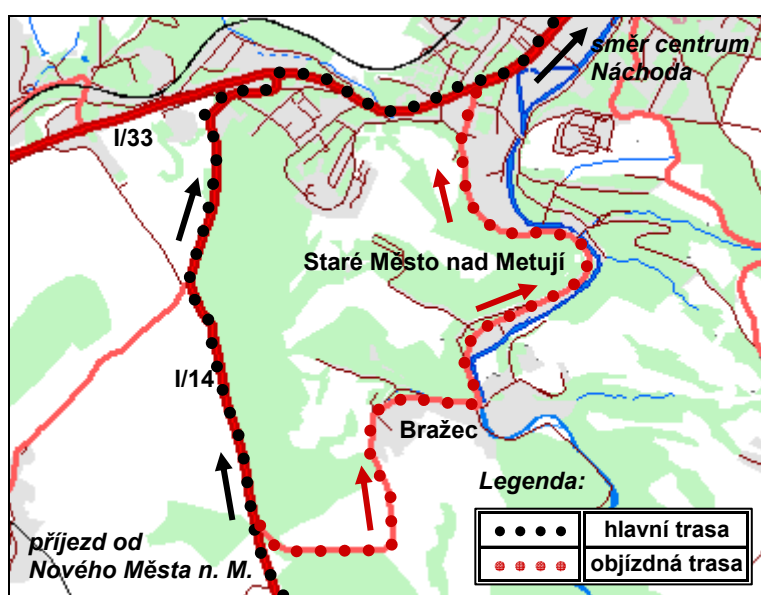 směr centrum
Náchoda
I/33
Staré Město nad Metují
I/14
Bražec
Legenda:
hlavní trasa
objízdná trasa
příjezd od
Nového Města n. M.